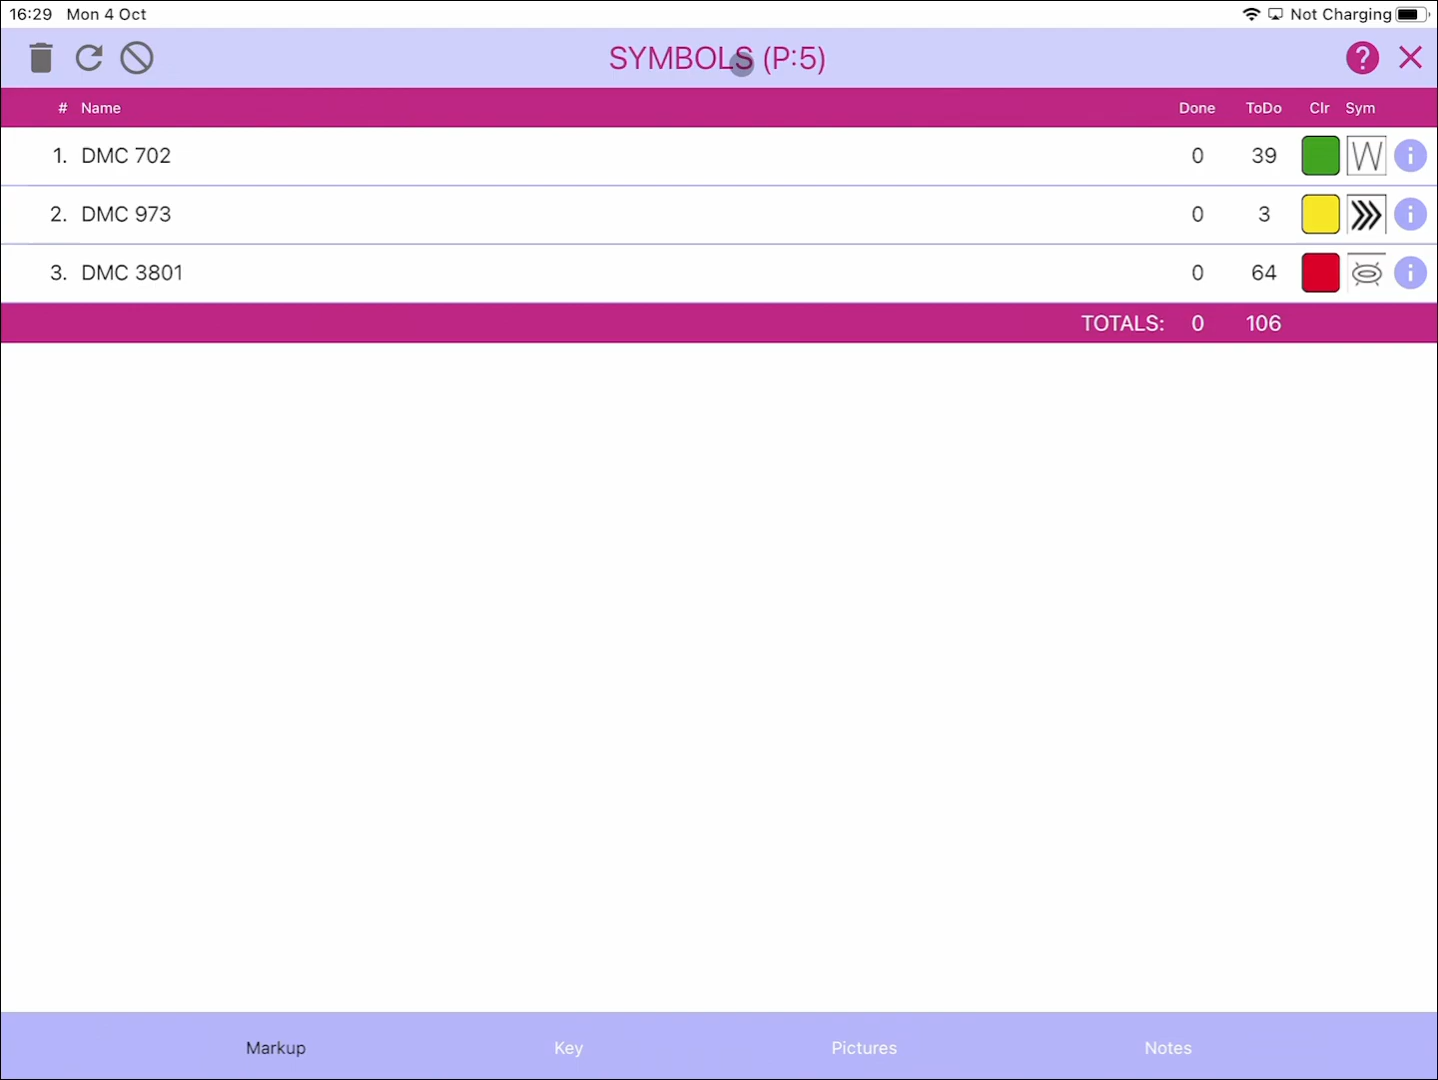 16:29 Mon 4 Oct Not Charging
SYMBOLS (P:5) ?
# Name Done ToDo Clr Sym
1. DMC 702 0 39 W i
2. DMC 973 0 3 i
3. DMC 3801 0 64 i
TOTALS: 0 106
Markup Key Pictures Notes